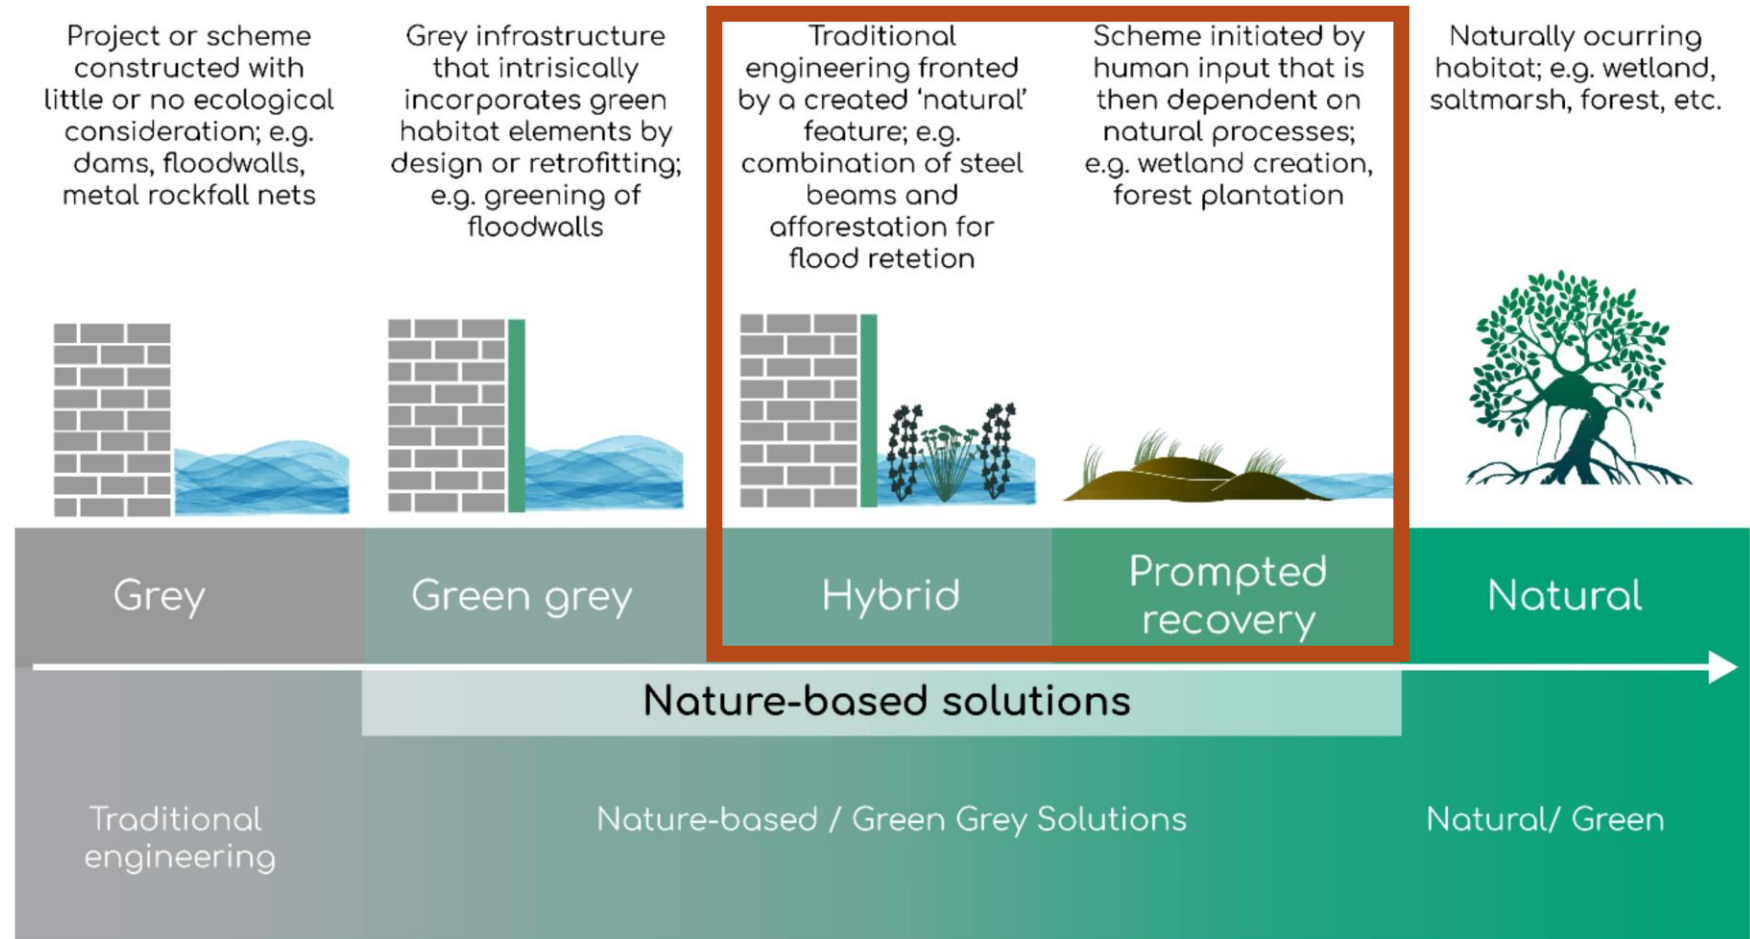 Project or scheme
constructed with
little or no ecological
consideration; e.g.
dams, floodwalls,
metal rockfall nets
Grey infrastructure
that intrisically
incorporates green
habitat elements by
design or retrofitting;
e.g. greening of
floodwalls
Traditional
engineering fronted
by a created ‘natural’
feature; e.g.
combination of steel
beams and
afforestation for
flood retetion
Scheme initiated by
human input that is
then dependent on
natural processes;
e.g. wetland creation,
forest plantation
Naturally ocurring
habitat; e.g. wetland,
saltmarsh, forest, etc.
Grey
Green grey
Hybrid
Prompted
recovery
Natural
Nature-based solutions
Traditional
engineering
Nature-based / Green Grey Solutions
Natural/ Green